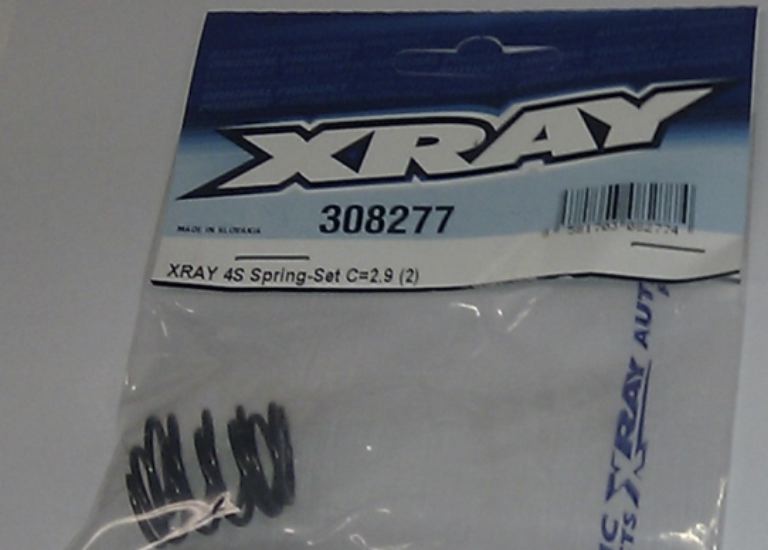 XRAY
308277
MADE IN SLOVAKIA
XRAY 4S Spring-Set C=2.9 (2)
XRAY